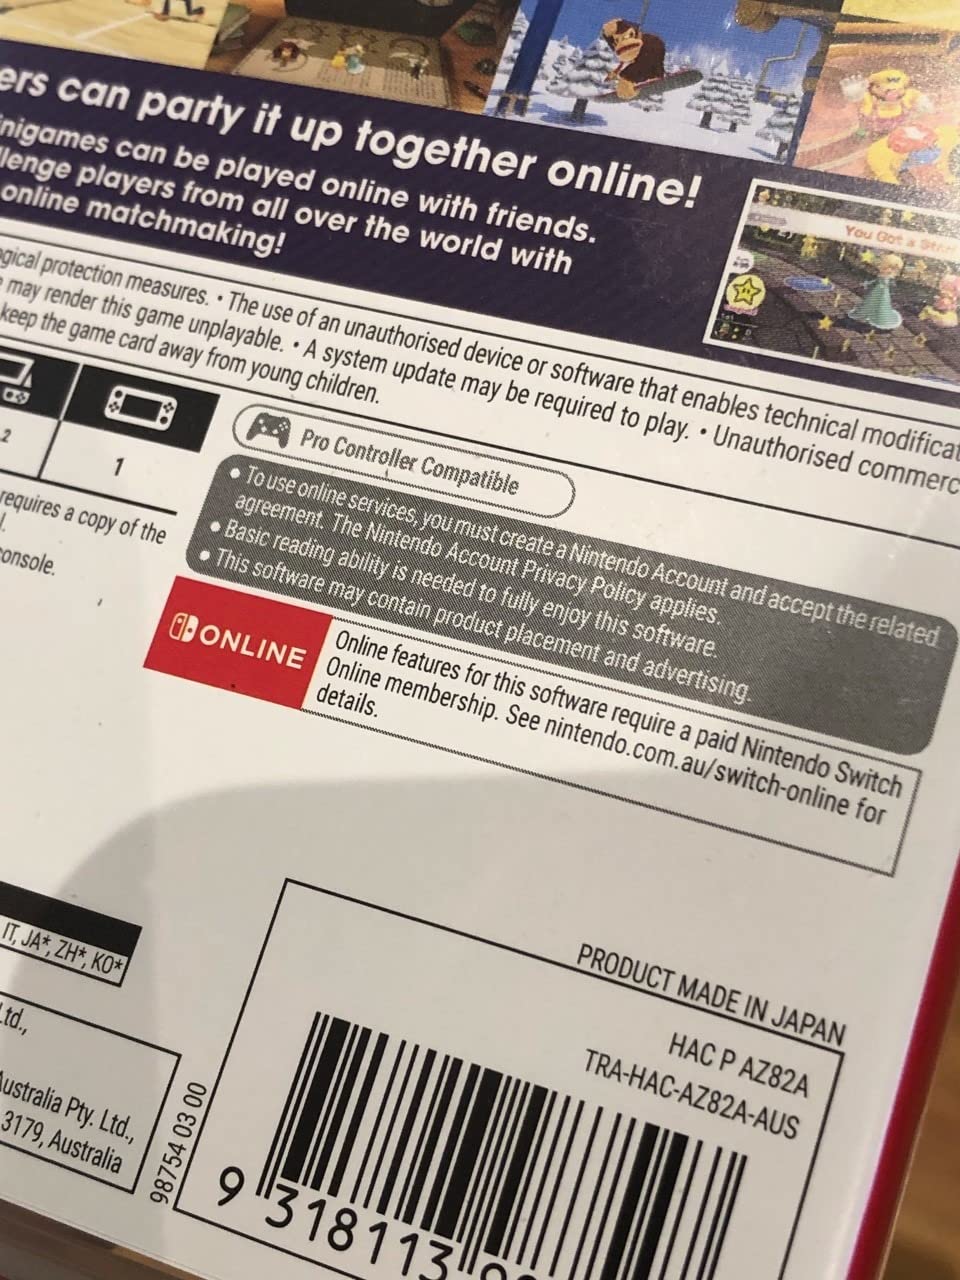 ers can party it up together online!
nigames can be played online with friends.
lenge players from all over the world with
online matchmaking!
You Got a Star
gical protection measures. • The use of an unauthorised device or software that enables technical modificat
may render this game unplayable. • A system update may be required to play. • Unauthorised commerc
keep the game card away from young children.
2
1
Pro Controller Compatible
requires a copy of the
console.
• To use online services, you must create a Nintendo Account and accept the related
agreement. The Nintendo Account Privacy Policy applies.
• Basic reading ability is needed to fully enjoy this software.
• This software may contain product placement and advertising.
ONLINE
Online features for this software require a paid Nintendo Switch
Online membership. See nintendo.com.au/switch-online for
details.
IT, JA*, ZH*, KO*
Ltd.,
Australia Pty. Ltd.,
3179, Australia
98754 03 00
PRODUCT MADE IN JAPAN
HAC P AZ82A
TRA-HAC-AZ82A-AUS
9 318113